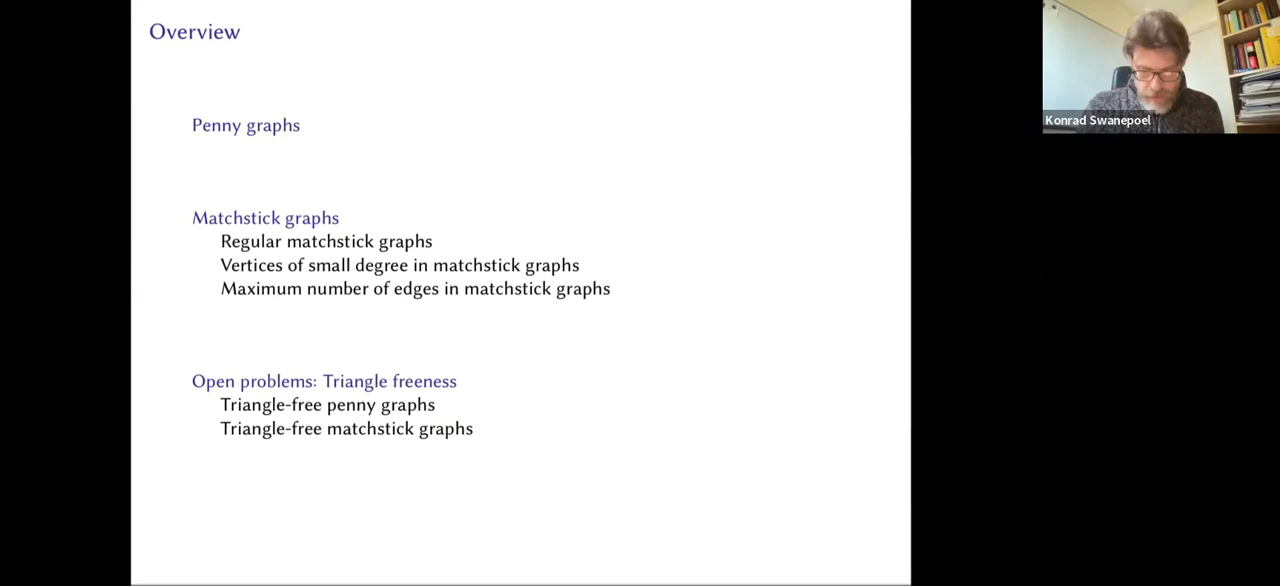 Overview
Penny graphs
Matchstick graphs
Regular matchstick graphs
Vertices of small degree in matchstick graphs
Maximum number of edges in matchstick graphs
Open problems: Triangle freeness
Triangle-free penny graphs
Triangle-free matchstick graphs
Konrad Swanepoel